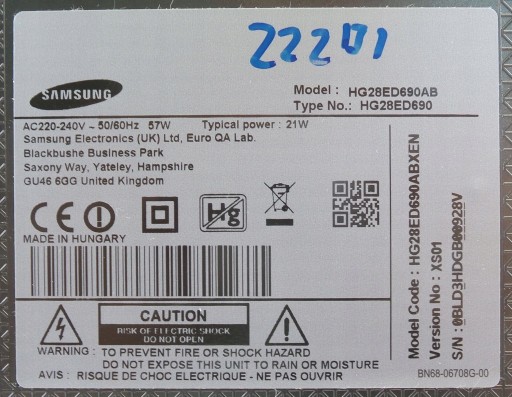 22201
SAMSUNG
Model : HG28ED690AB
Type No.: HG28ED690
AC220-240V ~ 50/60Hz 57W Typical power : 21W
Samsung Electronics (UK) Ltd, Euro QA Lab.
Blackbushe Business Park
Saxony Way, Yateley, Hampshire
GU46 6GG United Kingdom
CE
Hg
MADE IN HUNGARY
CAUTION
RISK OF ELECTRIC SHOCK
DO NOT OPEN
WARNING : TO PREVENT FIRE OR SHOCK HAZARD
DO NOT EXPOSE THIS UNIT TO RAIN OR MOISTURE
AVIS : RISQUE DE CHOC ELECTRIQUE - NE PAS OUVRIR
Model Code : HG28ED690ABXEN
Version No : XS01
S/N : 0BLD3HDGB00928V
BN68-06708G-00